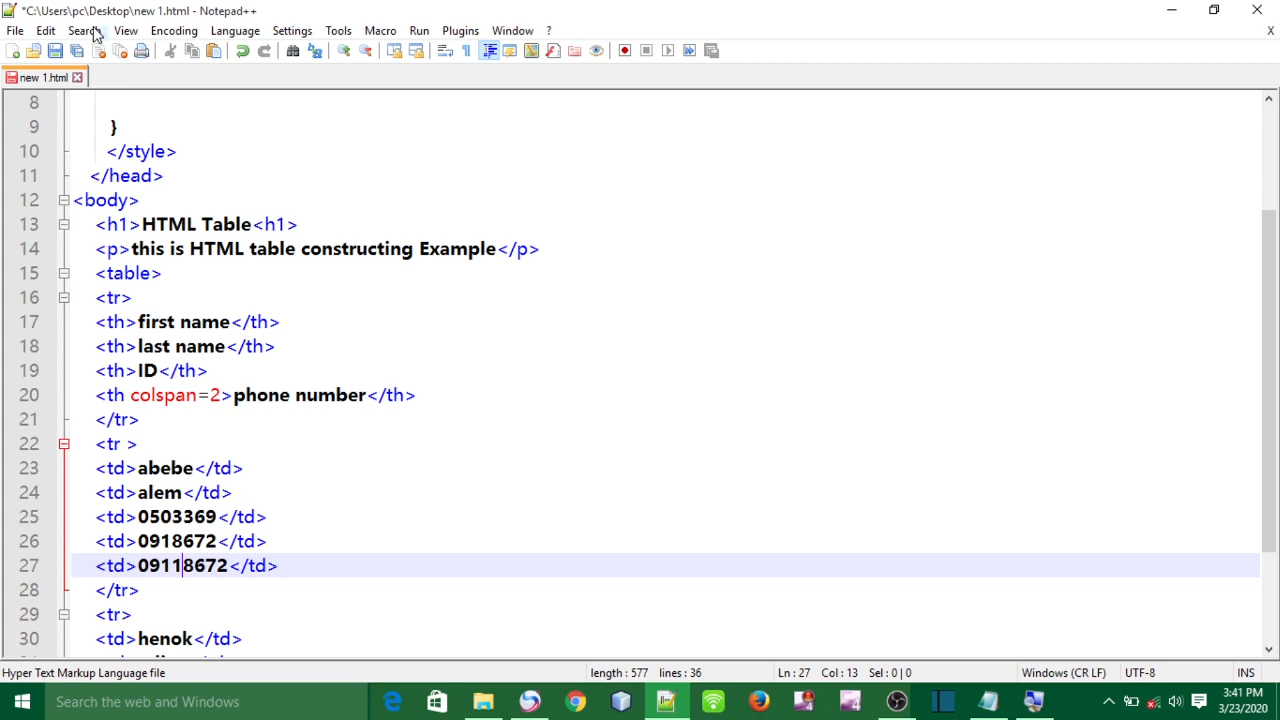 *C:\Users\pc\Desktop\new 1.html - Notepad++
File Edit Search View Encoding Language Settings Tools Macro Run Plugins Window ? X
new 1.html
8
9 }
10 </style>
11 </head>
12 <body>
13 <h1>HTML Table<h1>
14 <p>this is HTML table constructing Example</p>
15 <table>
16 <tr>
17 <th>first name</th>
18 <th>last name</th>
19 <th>ID</th>
20 <th colspan=2>phone number</th>
21 </tr>
22 <tr >
23 <td>abebe</td>
24 <td>alem</td>
25 <td>0503369</td>
26 <td>0918672</td>
27 <td>09118672</td>
28 </tr>
29 <tr>
30 <td>henok</td>
Hyper Text Markup Language file length : 577 lines : 36 Ln : 27 Col : 13 Sel : 0 | 0 Windows (CR LF) UTF-8 INS
Search the web and Windows
3:41 PM
3/23/2020